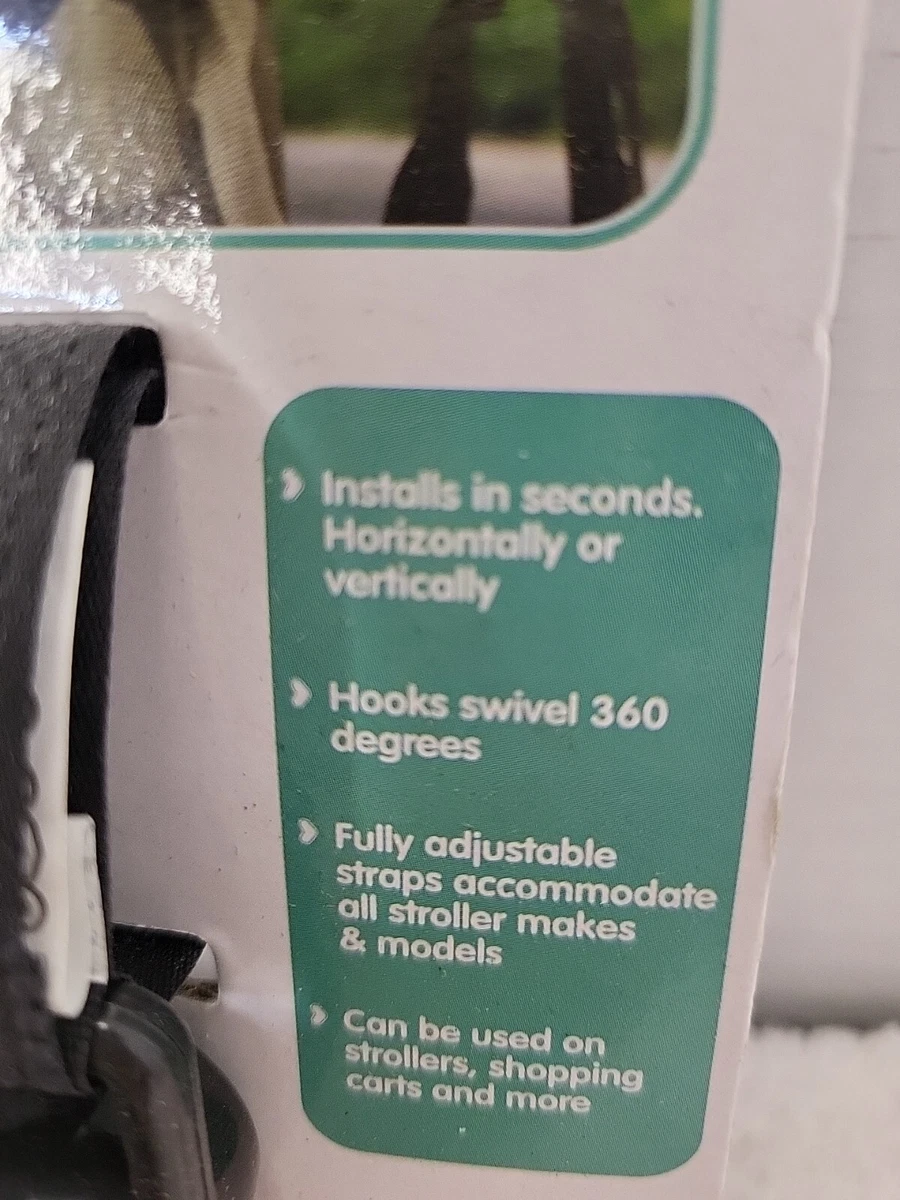 Installs in seconds.
Horizontally or
vertically
Hooks swivel 360
degrees
Fully adjustable
straps accommodate
all stroller makes
& models
Can be used on
strollers, shopping
carts and more